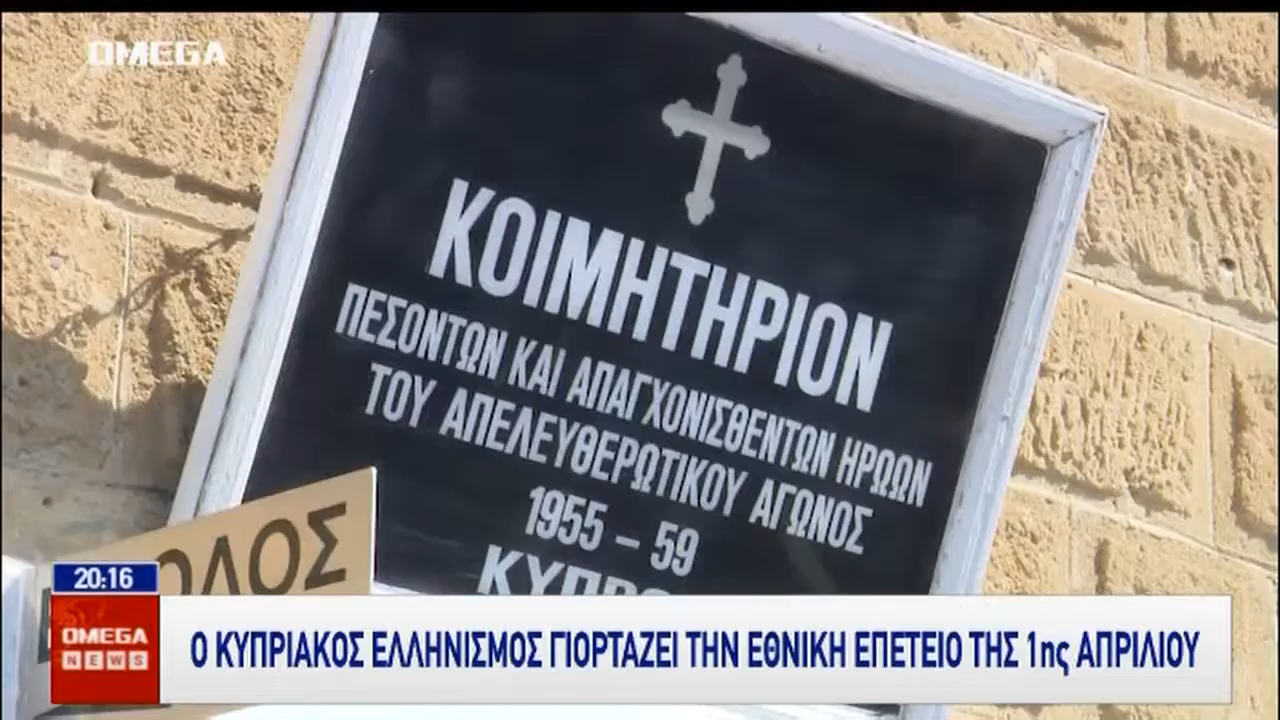 OMEGA
ΚΟΙΜΗΤΗΡΙΟΝ
ΠΕΣΟΝΤΩΝ ΚΑΙ ΑΠΑΓΧΟΝΙΣΘΕΝΤΩΝ ΗΡΩΩΝ
ΤΟΥ ΑΠΕΛΕΥΘΕΡΩΤΙΚΟΥ ΑΓΩΝΟΣ
1955 – 59
20:16
OMEGA
NEWS
Ο ΚΥΠΡΙΑΚΟΣ ΕΛΛΗΝΙΣΜΟΣ ΓΙΟΡΤΑΖΕΙ ΤΗΝ ΕΘΝΙΚΗ ΕΠΕΤΕΙΟ ΤΗΣ 1ης ΑΠΡΙΛΙΟΥ